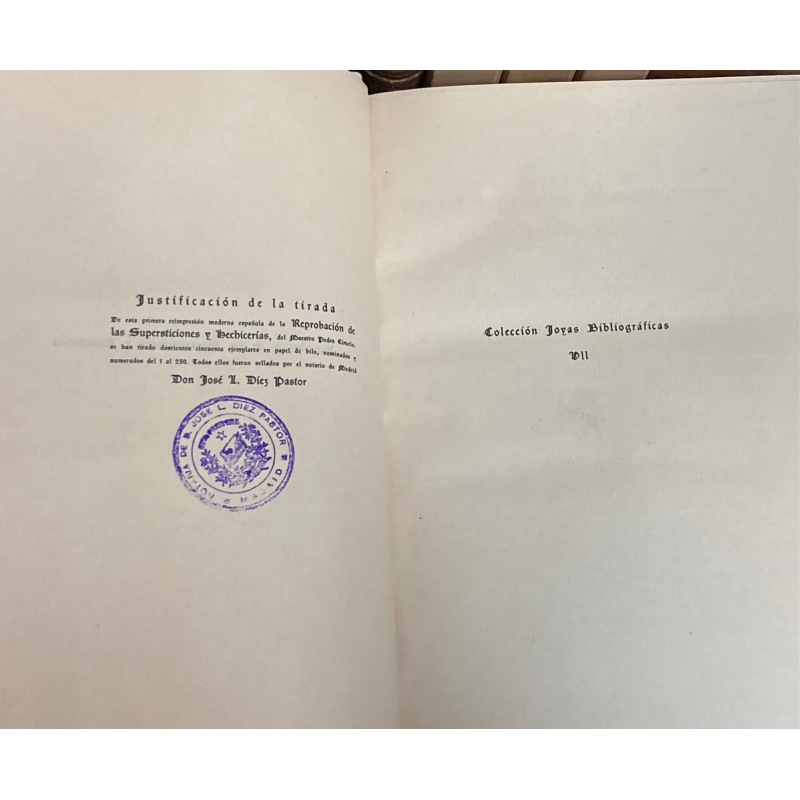 Justificación de la tirada
De esta primera reimpresión moderna española de la Reprobación de
las Supersticiones y Hechicerías, del Maestro Pedro Ciruelo,
se han tirado doscientos cincuenta ejemplares en papel de hilo, nominados y
numerados del 1 al 250. Todos ellos fueron sellados por el notario de Madrid
Don José L. Díez Pastor
NOTARIA DE D. JOSE L. DIEZ PASTOR
MADRID
Colección Joyas Bibliográficas
VII